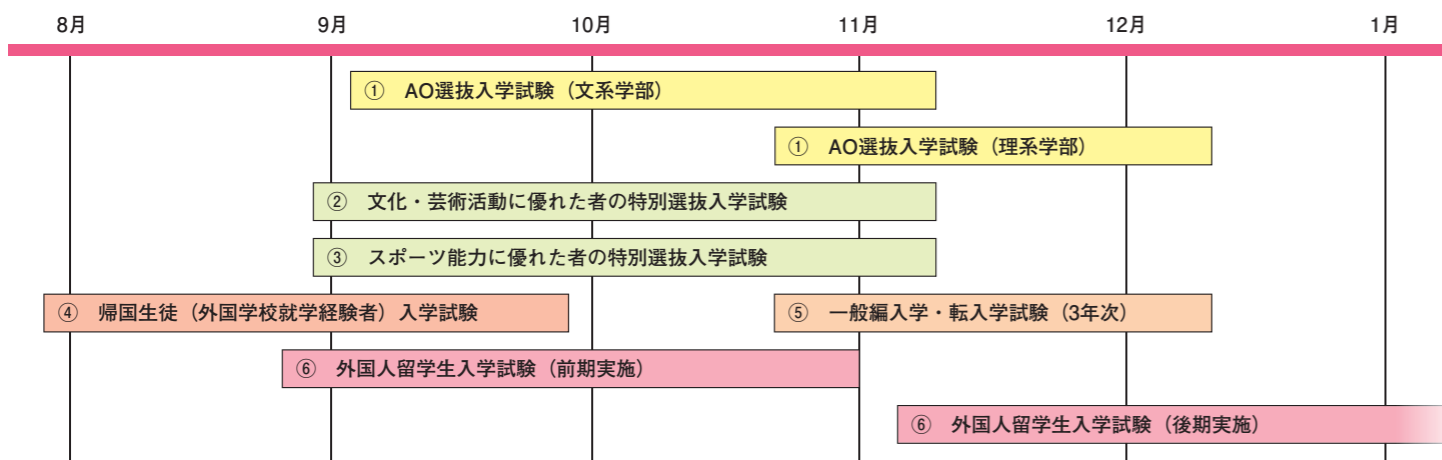 8月 9月 10月 11月 12月 1月
① AO選抜入学試験（文系学部）
① AO選抜入学試験（理系学部）
② 文化・芸術活動に優れた者の特別選抜入学試験
③ スポーツ能力に優れた者の特別選抜入学試験
④ 帰国生徒（外国学校就学経験者）入学試験
⑤ 一般編入学・転入学試験（3年次）
⑥ 外国人留学生入学試験（前期実施）
⑥ 外国人留学生入学試験（後期実施）